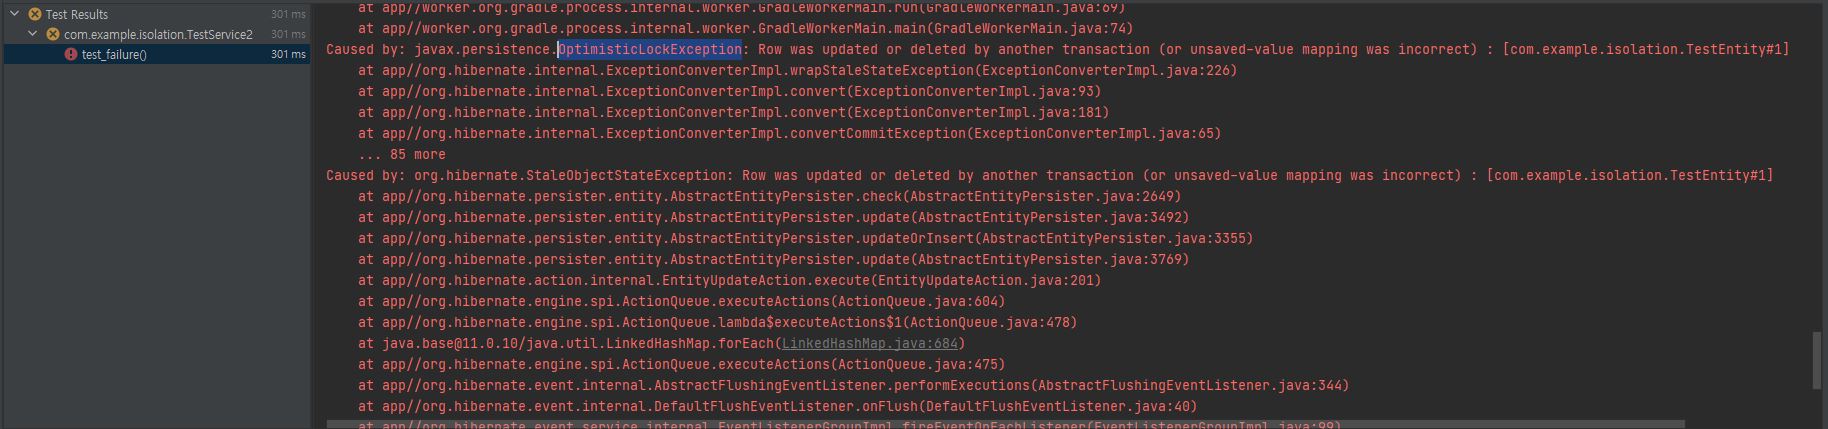 Test Results 301 ms
com.example.isolation.TestService2 301 ms
test_failure() 301 ms
at app//worker.org.gradle.process.internal.worker.GradleWorkerMain.run(GradleWorkerMain.java:69)
at app//worker.org.gradle.process.internal.worker.GradleWorkerMain.main(GradleWorkerMain.java:74)
Caused by: javax.persistence.OptimisticLockException: Row was updated or deleted by another transaction (or unsaved-value mapping was incorrect) : [com.example.isolation.TestEntity#1]
at app//org.hibernate.internal.ExceptionConverterImpl.wrapStaleStateException(ExceptionConverterImpl.java:226)
at app//org.hibernate.internal.ExceptionConverterImpl.convert(ExceptionConverterImpl.java:93)
at app//org.hibernate.internal.ExceptionConverterImpl.convert(ExceptionConverterImpl.java:181)
at app//org.hibernate.internal.ExceptionConverterImpl.convertCommitException(ExceptionConverterImpl.java:65)
... 85 more
Caused by: org.hibernate.StaleObjectStateException: Row was updated or deleted by another transaction (or unsaved-value mapping was incorrect) : [com.example.isolation.TestEntity#1]
at app//org.hibernate.persister.entity.AbstractEntityPersister.check(AbstractEntityPersister.java:2649)
at app//org.hibernate.persister.entity.AbstractEntityPersister.update(AbstractEntityPersister.java:3492)
at app//org.hibernate.persister.entity.AbstractEntityPersister.updateOrInsert(AbstractEntityPersister.java:3355)
at app//org.hibernate.persister.entity.AbstractEntityPersister.update(AbstractEntityPersister.java:3769)
at app//org.hibernate.action.internal.EntityUpdateAction.execute(EntityUpdateAction.java:201)
at app//org.hibernate.engine.spi.ActionQueue.executeActions(ActionQueue.java:604)
at app//org.hibernate.engine.spi.ActionQueue.lambda$executeActions$1(ActionQueue.java:478)
at java.base@11.0.10/java.util.LinkedHashMap.forEach(LinkedHashMap.java:684)
at app//org.hibernate.engine.spi.ActionQueue.executeActions(ActionQueue.java:475)
at app//org.hibernate.event.internal.AbstractFlushingEventListener.performExecutions(AbstractFlushingEventListener.java:344)
at app//org.hibernate.event.internal.DefaultFlushEventListener.onFlush(DefaultFlushEventListener.java:40)
at app//org.hibernate.event.service.internal.EventListenerGroupImpl.fireEventOnEachListener(EventListenerGroupImpl.java:99)